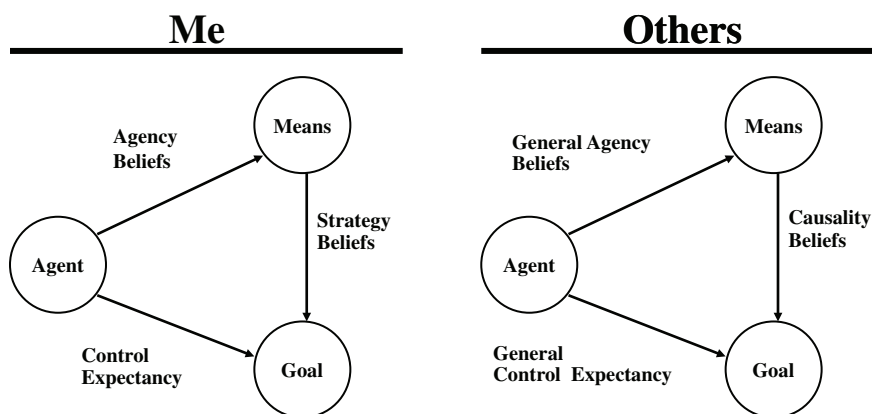 Me
Means
Agency
Beliefs
Strategy
Beliefs
Agent
Control
Expectancy
Goal
Others
Means
General Agency
Beliefs
Causality
Beliefs
Agent
General
Control Expectancy
Goal